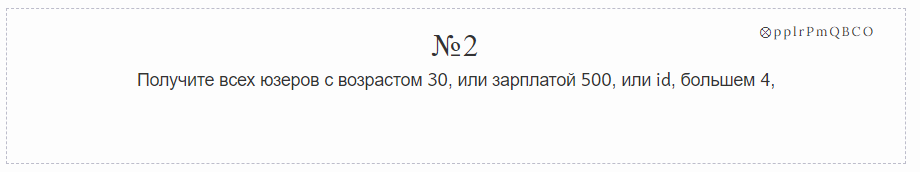 ⊗pplrPmQBCO
№2
Получите всех юзеров с возрастом 30, или зарплатой 500, или id, большем 4,